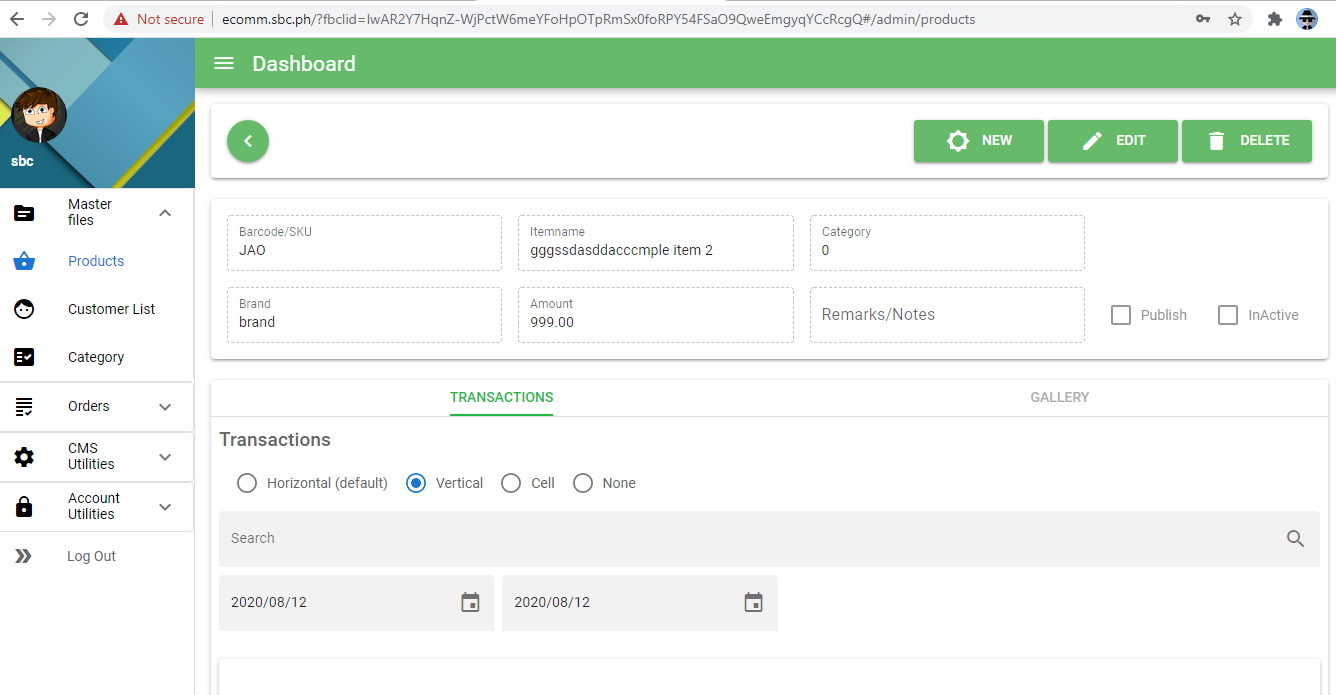 Not secure | ecomm.sbc.ph/?fbclid=IwAR2Y7HqnZ-WjPctW6meYFoHpOTpRmSx0foRPY54FSaO9QweEmgyqYCcRcgQ#/admin/products
Dashboard
sbc
NEW
EDIT
DELETE
Master
files
Products
Customer List
Category
Orders
CMS
Utilities
Account
Utilities
Log Out
Barcode/SKU
JAO
Itemname
gggssdasddacccmple item 2
Category
0
Brand
brand
Amount
999.00
Remarks/Notes
Publish
InActive
TRANSACTIONS
GALLERY
Transactions
Horizontal (default)
Vertical
Cell
None
Search
2020/08/12
2020/08/12